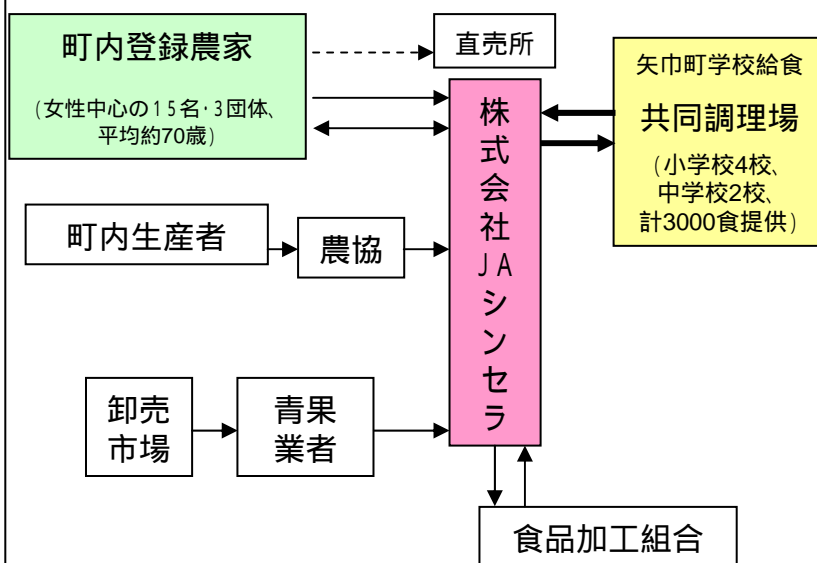 町内登録農家
(女性中心の15名･3団体、
平均約70歳)
直売所
株式会社JAシンセラ
矢巾町学校給食
共同調理場
(小学校4校、
中学校2校、
計3000食提供)
町内生産者
農協
卸売
市場
青果
業者
食品加工組合